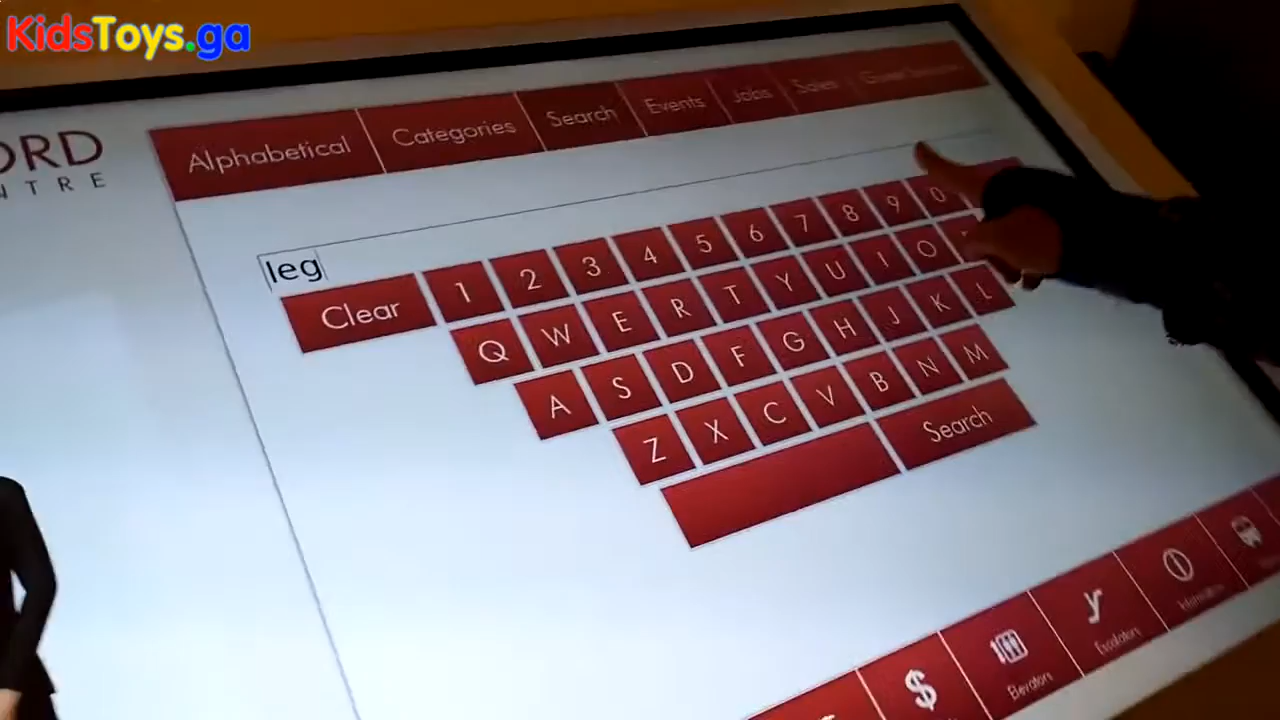 KidsToys.ga
ORD
NTRE
Alphabetical Categories Search Events Jobs Sales
leg
Clear 1 2 3 4 5 6 7 8 9 0
Q W E R T Y U I O
A S D F G H J K L
Z X C V B N M
Search
$ Elevators Escalators Information